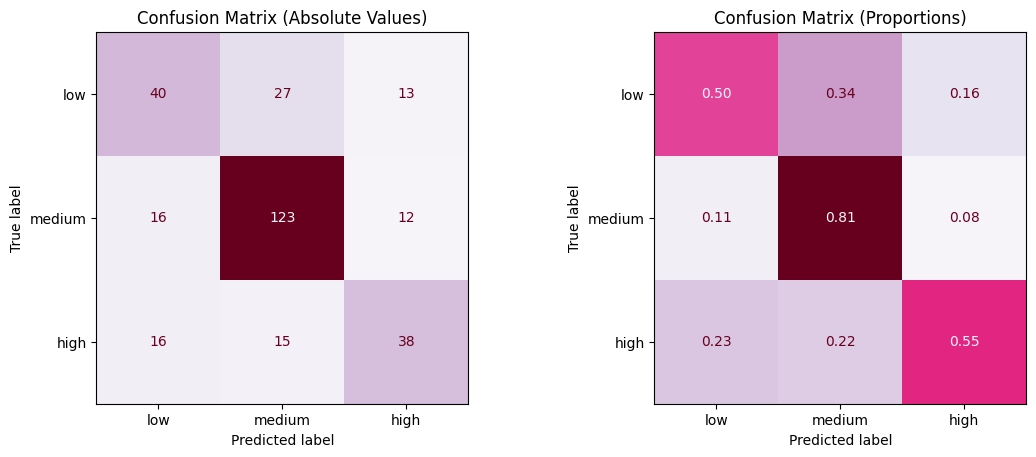 Confusion Matrix (Absolute Values)
True label
low
40 27 13
medium
16 123 12
high
16 15 38
low medium high
Predicted label
Confusion Matrix (Proportions)
True label
low
0.50 0.34 0.16
medium
0.11 0.81 0.08
high
0.23 0.22 0.55
low medium high
Predicted label